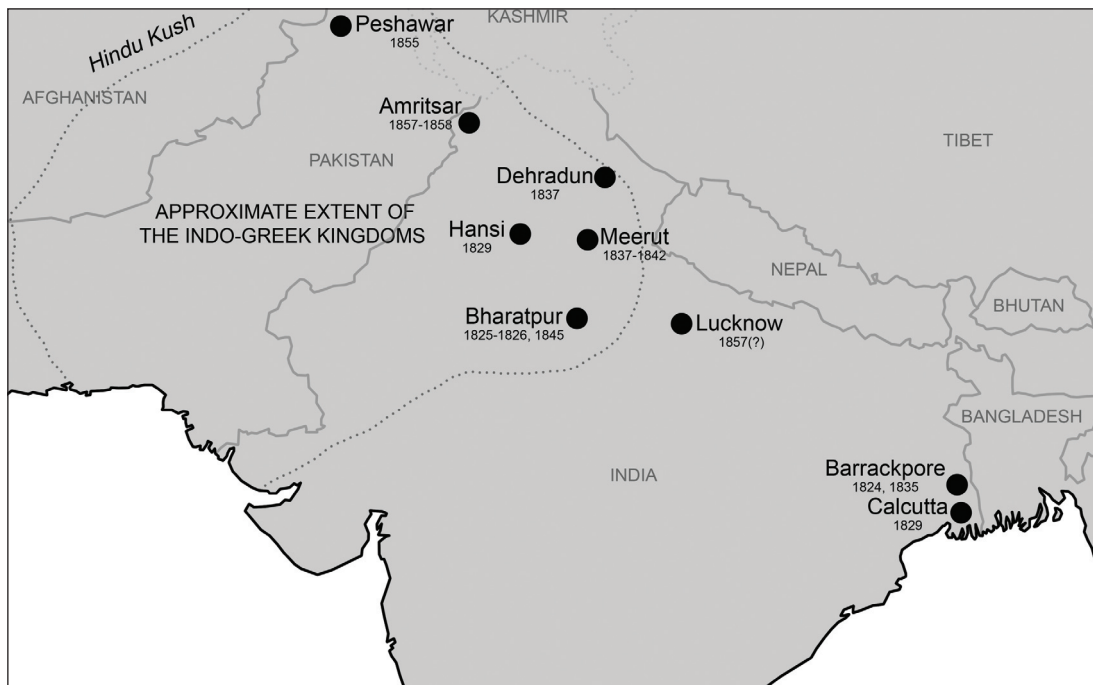 KASHMIR
Hindu Kush
Peshawar
1855
AFGHANISTAN
Amritsar
1857-1858
TIBET
PAKISTAN
Dehradun
1837
APPROXIMATE EXTENT OF
THE INDO-GREEK KINGDOMS
Hansi
1829
Meerut
1837-1842
NEPAL
BHUTAN
Bharatpur
1825-1826, 1845
Lucknow
1857(?)
BANGLADESH
INDIA
Barrackpore
1824, 1835
Calcutta
1829